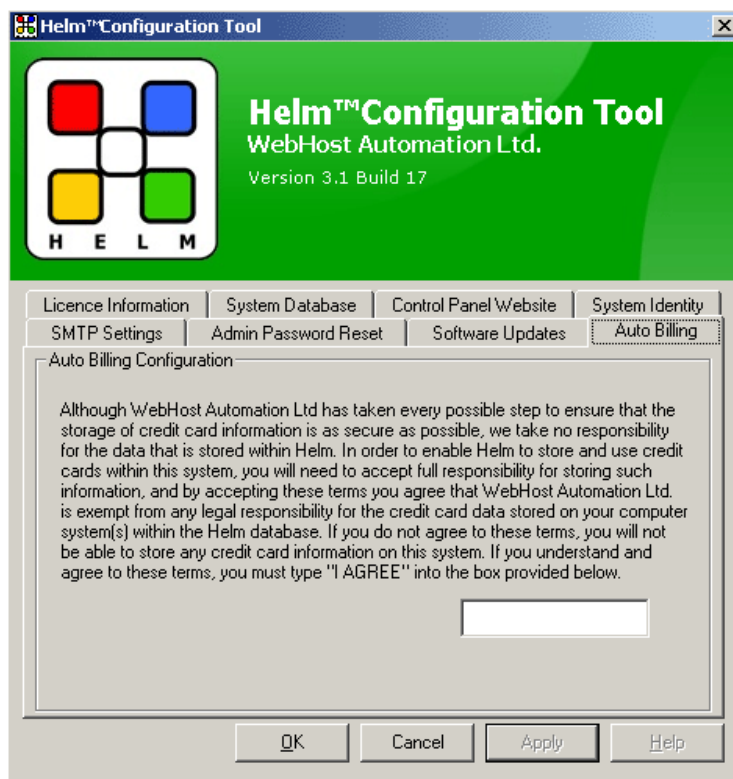 Helm™Configuration Tool
Helm™Configuration Tool
WebHost Automation Ltd.
Version 3.1 Build 17
H E L M
Licence Information System Database Control Panel Website System Identity
SMTP Settings Admin Password Reset Software Updates Auto Billing
Auto Billing Configuration
Although WebHost Automation Ltd has taken every possible step to ensure that the
storage of credit card information is as secure as possible, we take no responsibility
for the data that is stored within Helm. In order to enable Helm to store and use credit
cards within this system, you will need to accept full responsibility for storing such
information, and by accepting these terms you agree that WebHost Automation Ltd.
is exempt from any legal responsibility for the credit card data stored on your computer
system(s) within the Helm database. If you do not agree to these terms, you will not
be able to store any credit card information on this system. If you understand and
agree to these terms, you must type "I AGREE" into the box provided below.
OK Cancel Apply Help